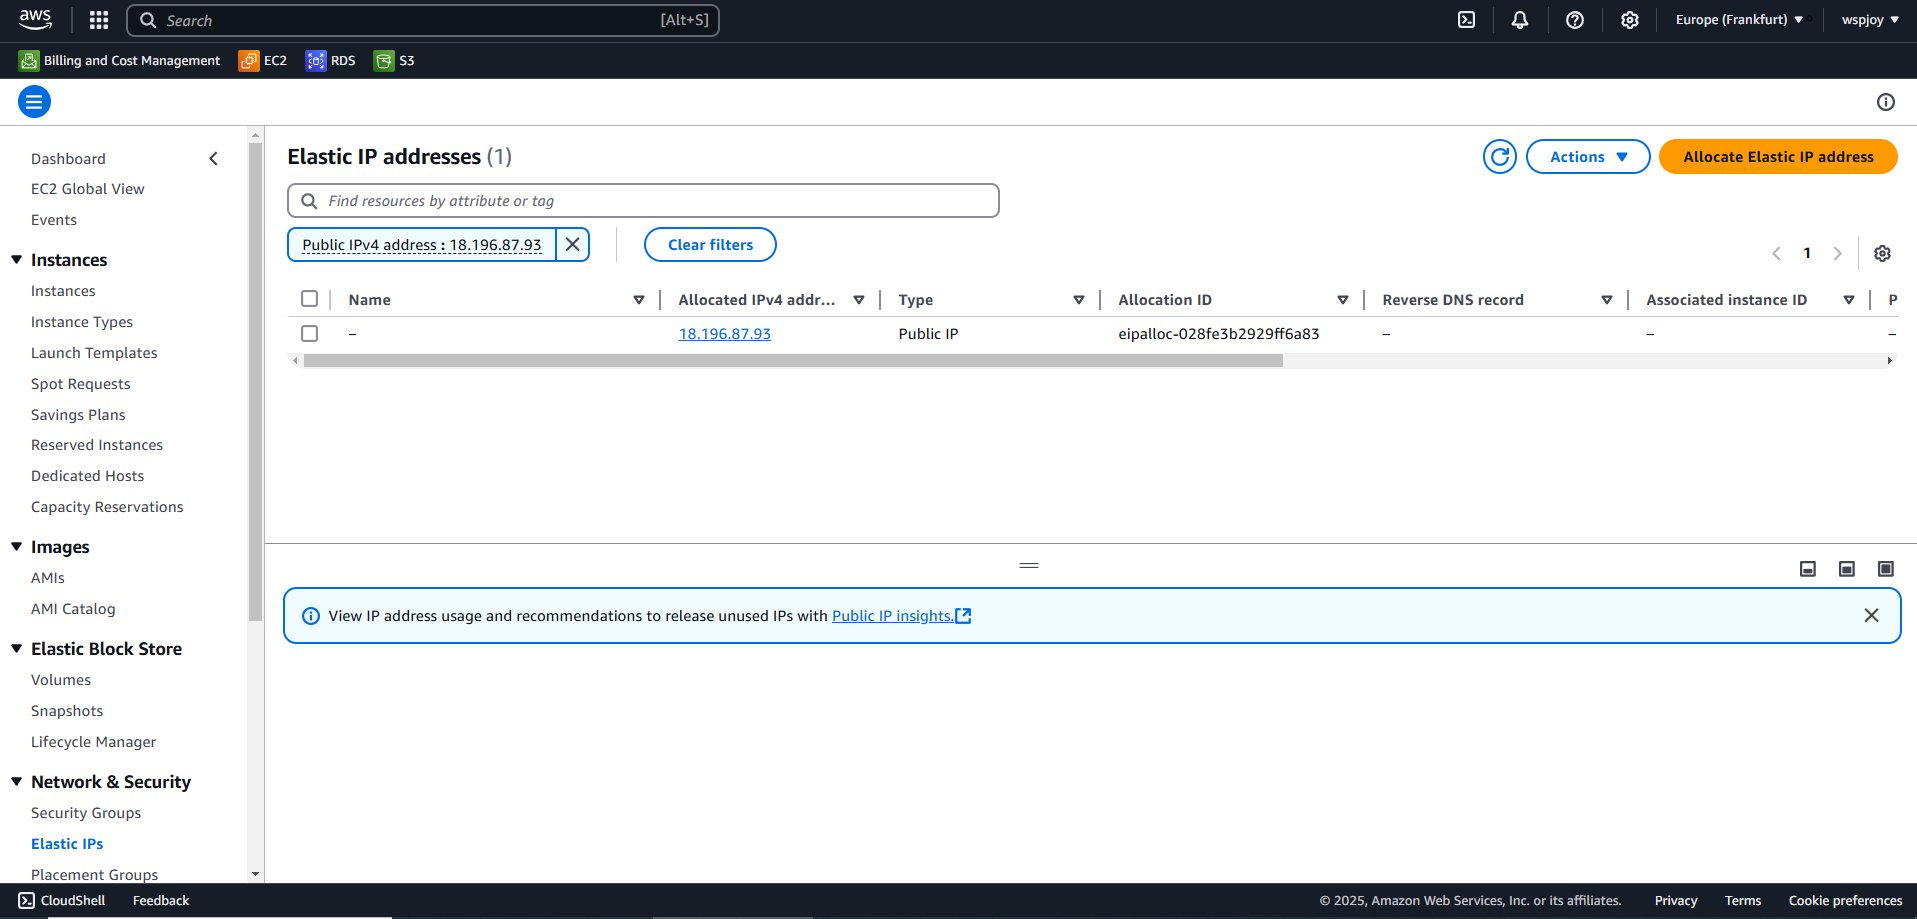 aws
Search [Alt+S]
Europe (Frankfurt)
wspjoy
Billing and Cost Management
EC2
RDS
S3
Dashboard
EC2 Global View
Events
Instances
Instances
Instance Types
Launch Templates
Spot Requests
Savings Plans
Reserved Instances
Dedicated Hosts
Capacity Reservations
Images
AMIs
AMI Catalog
Elastic Block Store
Volumes
Snapshots
Lifecycle Manager
Network & Security
Security Groups
Elastic IPs
Placement Groups
Elastic IP addresses (1)
Actions
Allocate Elastic IP address
Find resources by attribute or tag
Public IPv4 address : 18.196.87.93
Clear filters
1
Name Allocated IPv4 addr... Type Allocation ID Reverse DNS record Associated instance ID P
– 18.196.87.93 Public IP eipalloc-028fe3b2929ff6a83 – – –
View IP address usage and recommendations to release unused IPs with Public IP insights.
CloudShell
Feedback
© 2025, Amazon Web Services, Inc. or its affiliates.
Privacy
Terms
Cookie preferences